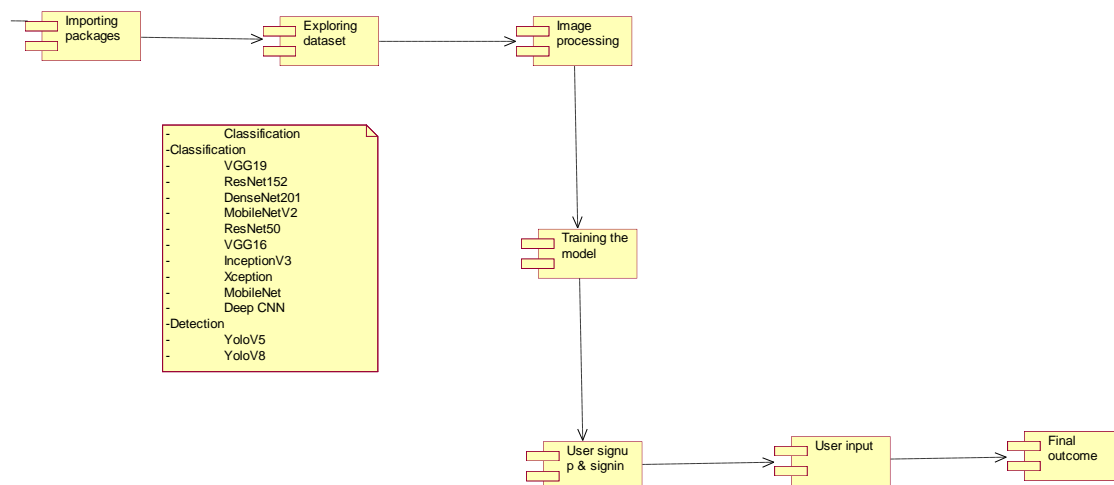 Importing
packages
Exploring
dataset
Image
processing
- Classification
-Classification
- VGG19
- ResNet152
- DenseNet201
- MobileNetV2
- ResNet50
- VGG16
- InceptionV3
- Xception
- MobileNet
- Deep CNN
-Detection
- YoloV5
- YoloV8
Training the
model
User signu
p & signin
User input
Final
outcome